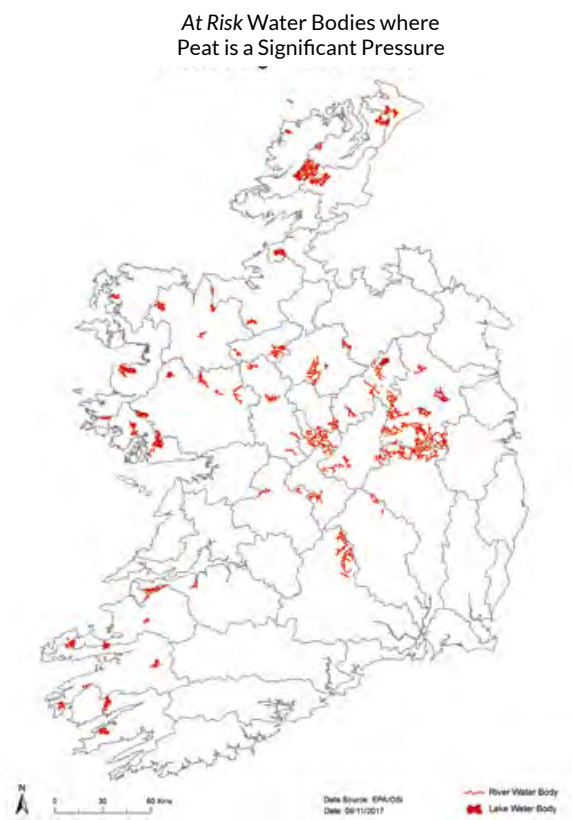 At Risk Water Bodies where
Peat is a Significant Pressure
N
0 30 60 Kms
Data Source: EPA/OSi
Date: 09/11/2017
River Water Body
Lake Water Body